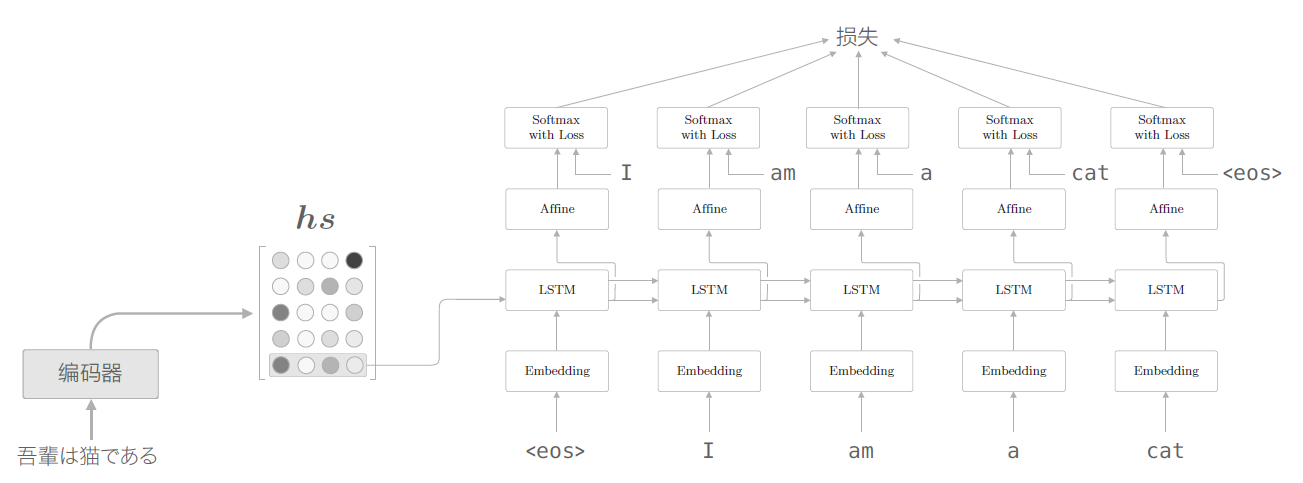 损失
Softmax
with Loss
Softmax
with Loss
Softmax
with Loss
Softmax
with Loss
Softmax
with Loss
I
am
a
cat
<eos>
Affine
Affine
Affine
Affine
Affine
hs
LSTM
LSTM
LSTM
LSTM
LSTM
编码器
Embedding
Embedding
Embedding
Embedding
Embedding
吾輩は猫である
<eos>
I
am
a
cat